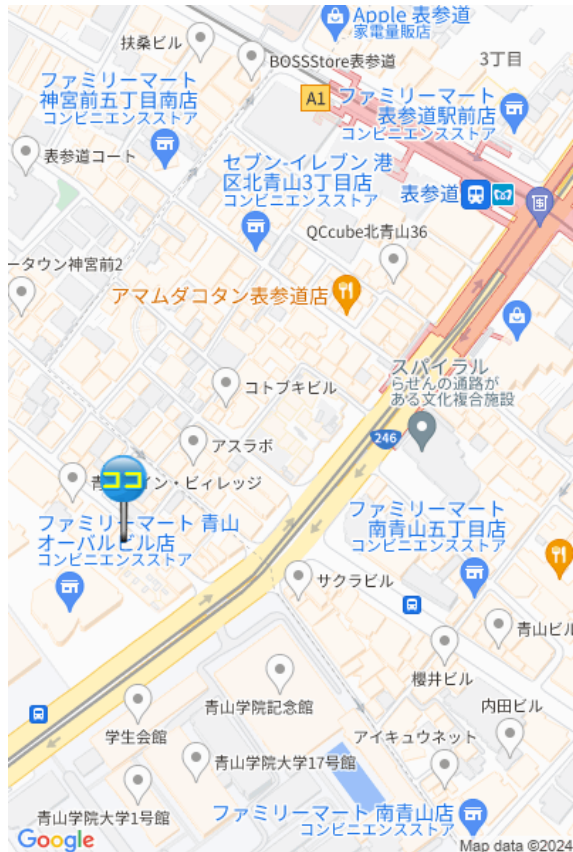 Apple 表参道
家電量販店
扶桑ビル
BOSSStore表参道
3丁目
ファミリーマート
神宮前五丁目南店
コンビニエンスストア
A1
ファミリーマート
表参道駅前店
コンビニエンスストア
表参道コート
セブン-イレブン 港
区北青山3丁目店
コンビニエンスストア
表参道
QCcube北青山36
ータウン神宮前2
アマムダコタン表参道店
スパイラル
らせんの通路が
ある文化複合施設
コトブキビル
246
アスラボ
ココ
イン・ビィレッジ
ファミリーマート 青山
オーバルビル店
コンビニエンスストア
ファミリーマート
南青山五丁目店
コンビニエンスストア
サクラビル
青山ビル
櫻井ビル
青山学院記念館
内田ビル
学生会館
アイキュウネット
青山学院大学17号館
青山学院大学1号館
ファミリーマート 南青山店
コンビニエンスストア
Google
Map data ©2024